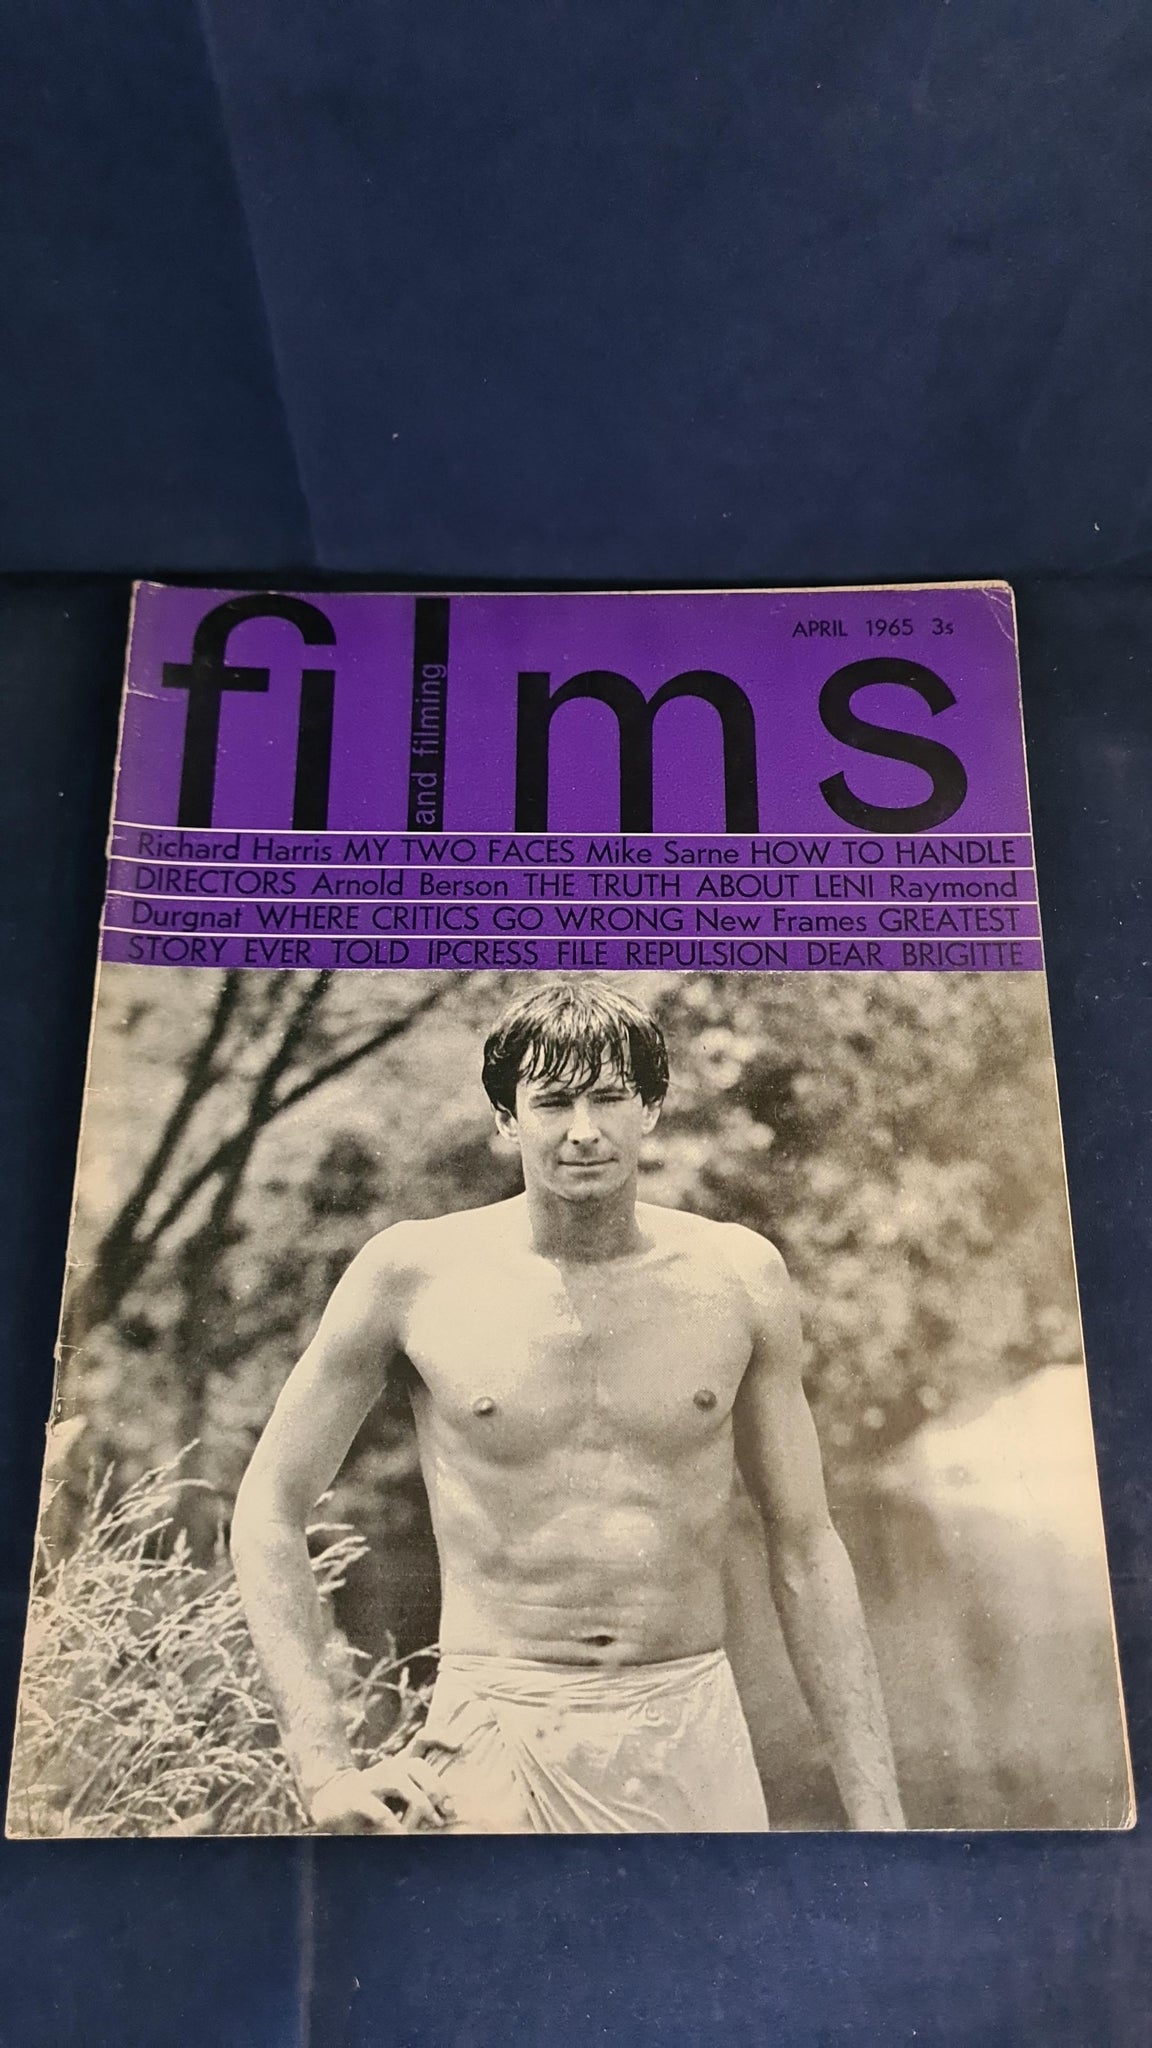 films
and filming
APRIL 1965 3s
Richard Harris MY TWO FACES Mike Sarne HOW TO HANDLE
DIRECTORS Arnold Berson THE TRUTH ABOUT LENI Raymond
Durgnat WHERE CRITICS GO WRONG New Frames GREATEST
STORY EVER TOLD IPCRESS FILE REPULSION DEAR BRIGITTE